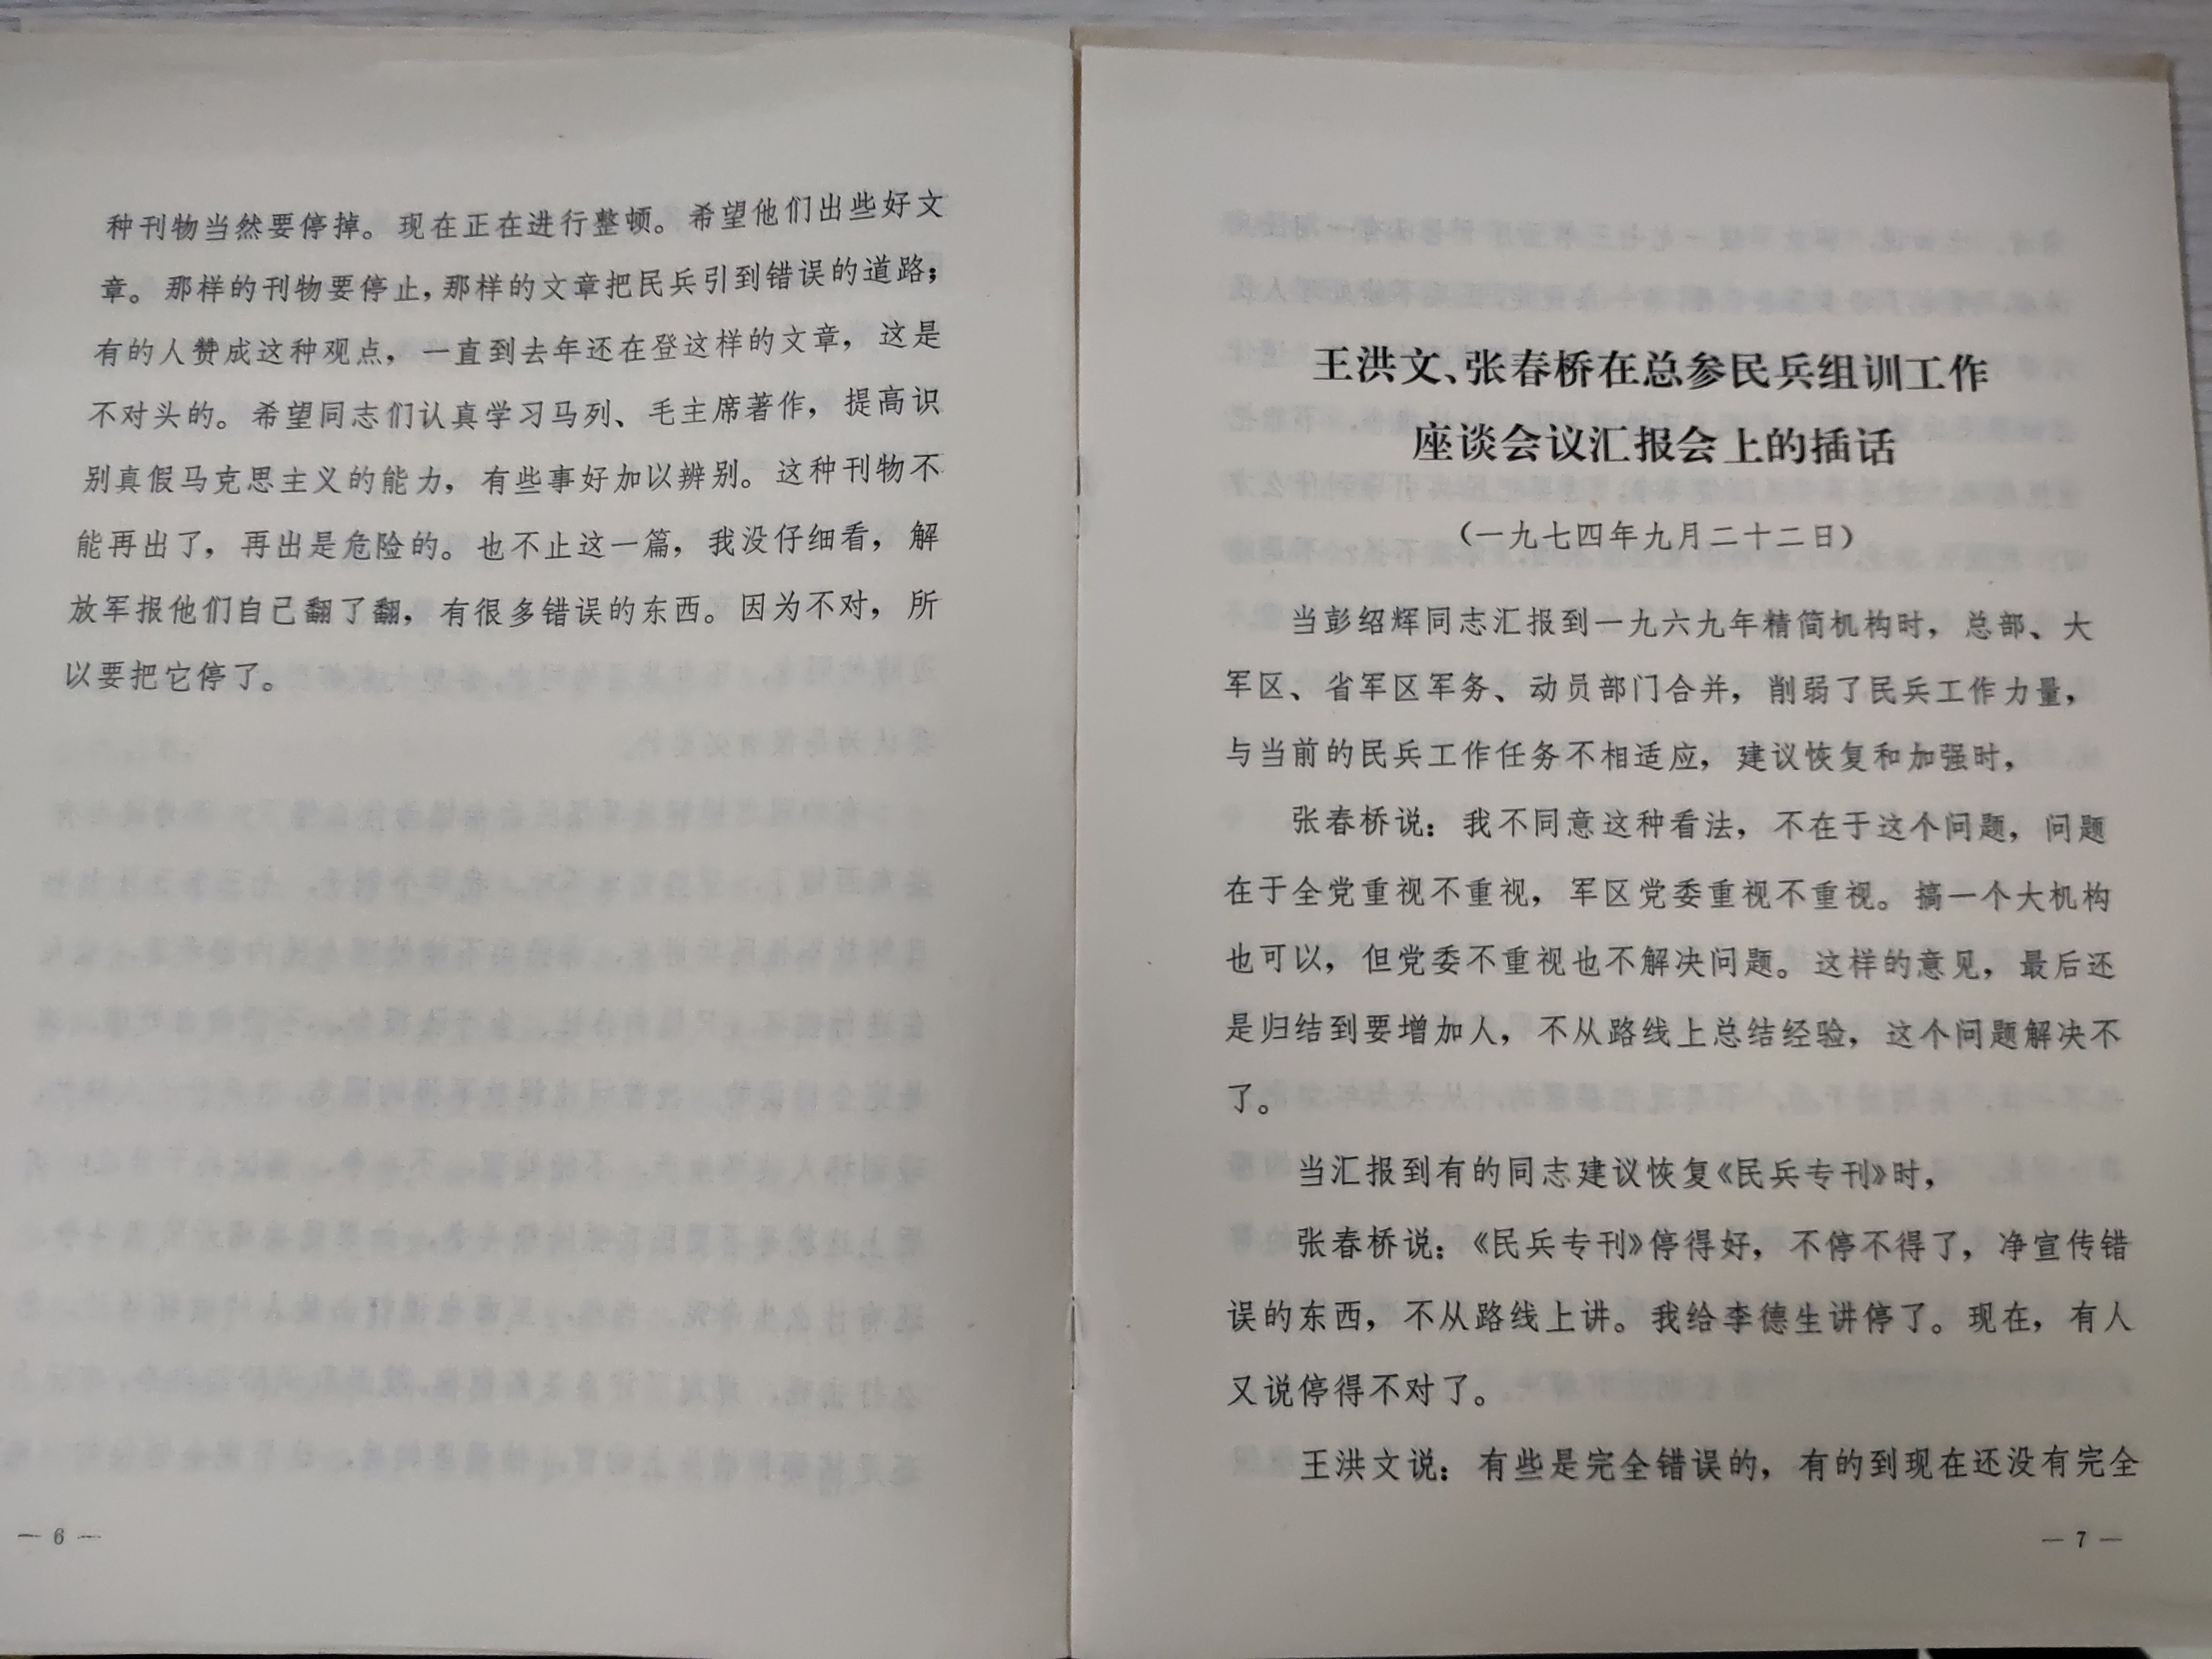 种刊物当然要停掉。现在正在进行整顿。希望他们出些好文
章。那样的刊物要停止，那样的文章把民兵引到错误的道路；
有的人赞成这种观点，一直到去年还在登这样的文章，这是
不对头的。希望同志们认真学习马列、毛主席著作，提高识
别真假马克思主义的能力，有些事好加以辨别。这种刊物不
能再出了，再出是危险的。也不止这一篇，我没仔细看，解
放军报他们自己翻了翻，有很多错误的东西。因为不对，所
以要把它停了。
— 6 —
王洪文、张春桥在总参民兵组训工作
座谈会议汇报会上的插话
（一九七四年九月二十二日）
当彭绍辉同志汇报到一九六九年精简机构时，总部、大
军区、省军区军务、动员部门合并，削弱了民兵工作力量，
与当前的民兵工作任务不相适应，建议恢复和加强时，
张春桥说：我不同意这种看法，不在于这个问题，问题
在于全党重视不重视，军区党委重视不重视。搞一个大机构
也可以，但党委不重视也不解决问题。这样的意见，最后还
是归结到要增加人，不从路线上总结经验，这个问题解决不
了。
当汇报到有的同志建议恢复《民兵专刊》时，
张春桥说：《民兵专刊》停得好，不停不得了，净宣传错
误的东西，不从路线上讲。我给李德生讲停了。现在，有人
又说停得不对了。
王洪文说：有些是完全错误的，有的到现在还没有完全
— 7 —